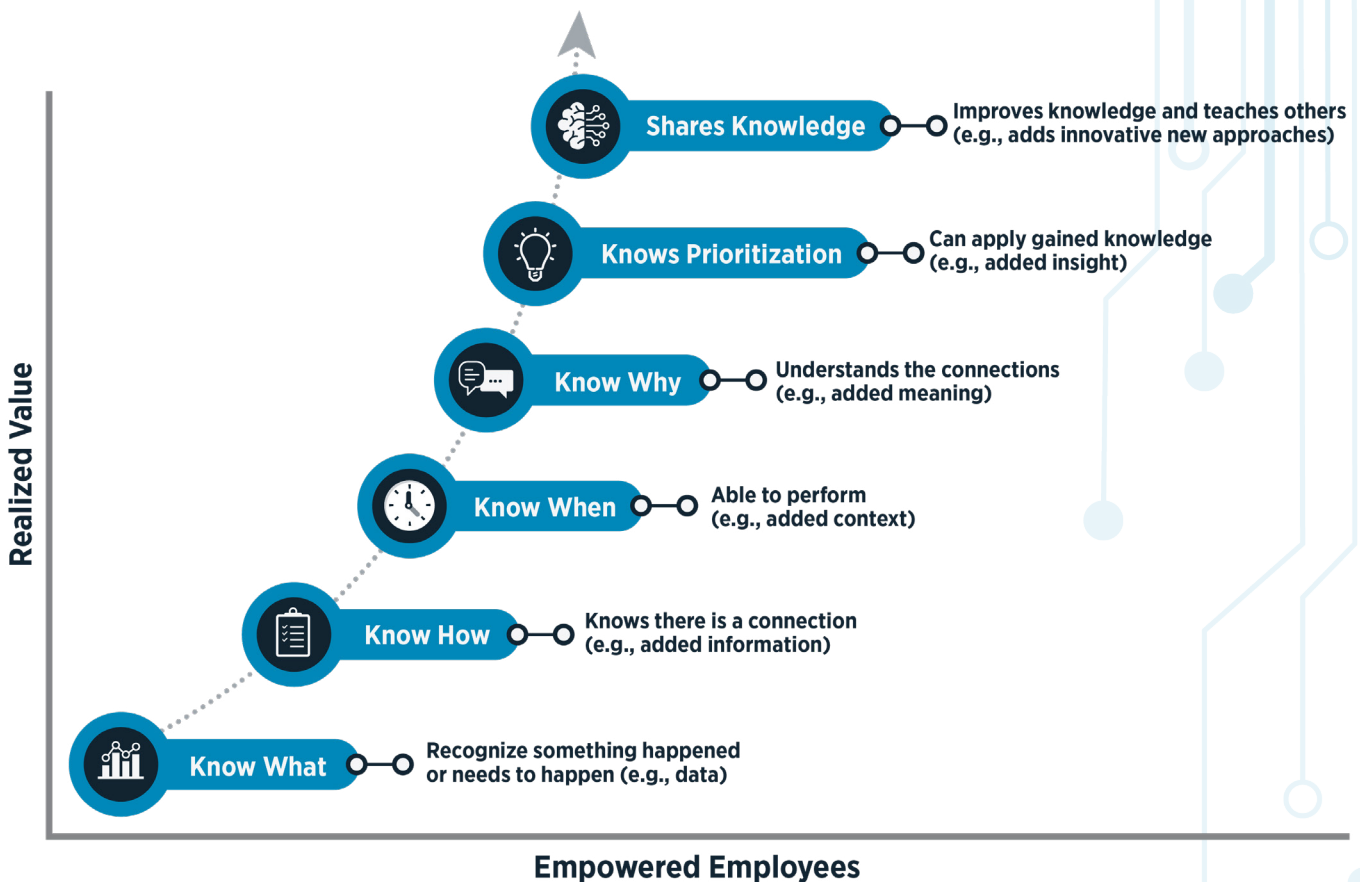 Shares Knowledge
Improves knowledge and teaches others
(e.g., adds innovative new approaches)
Knows Prioritization
Can apply gained knowledge
(e.g., added insight)
Know Why
Understands the connections
(e.g., added meaning)
Know When
Able to perform
(e.g., added context)
Know How
Knows there is a connection
(e.g., added information)
Know What
Recognize something happened
or needs to happen (e.g., data)
Realized Value
Empowered Employees